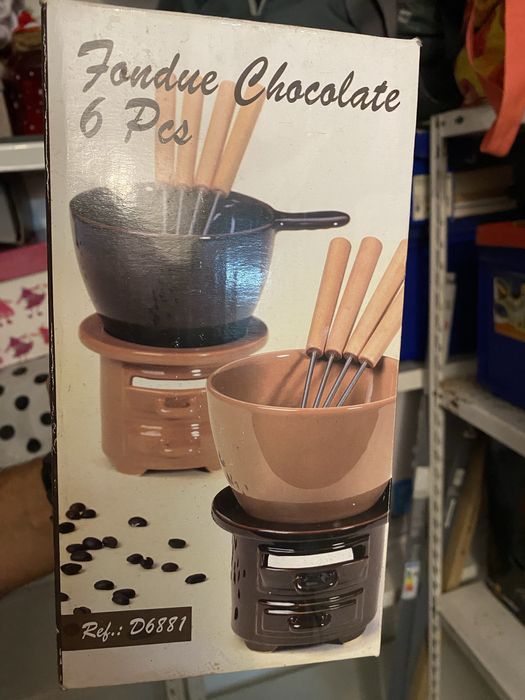 Fondue Chocolate
6 Pcs
Ref.: D6881